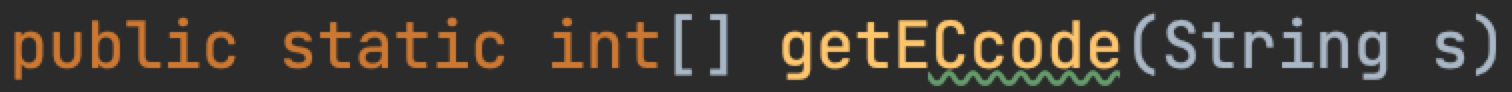 public static int[] getECcode(String s)